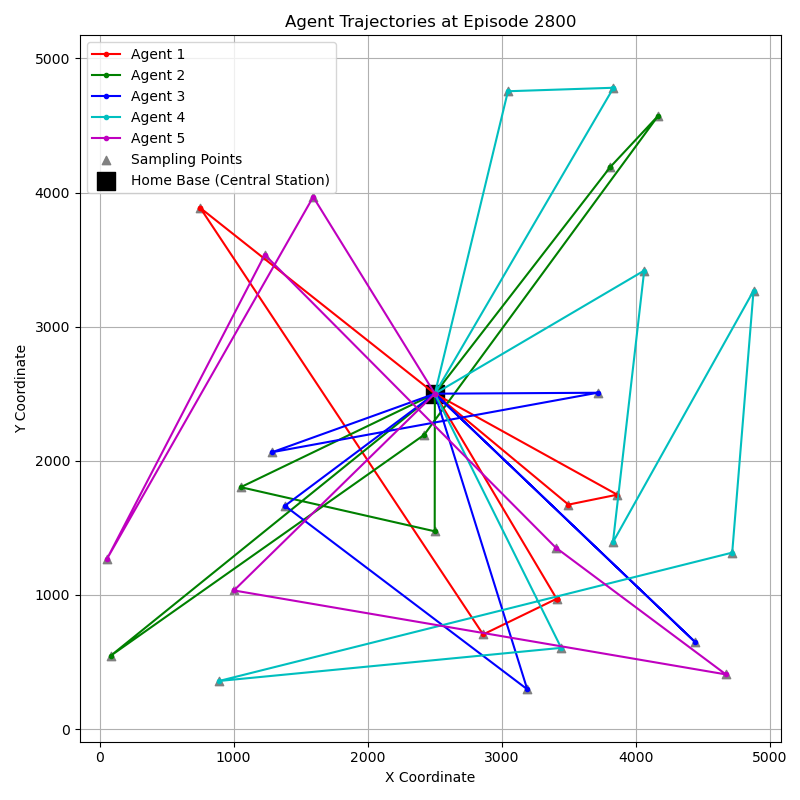 Agent Trajectories at Episode 2800
Agent 1
Agent 2
Agent 3
Agent 4
Agent 5
Sampling Points
Home Base (Central Station)
Y Coordinate
5000
4000
3000
2000
1000
0
0 1000 2000 3000 4000 5000
X Coordinate